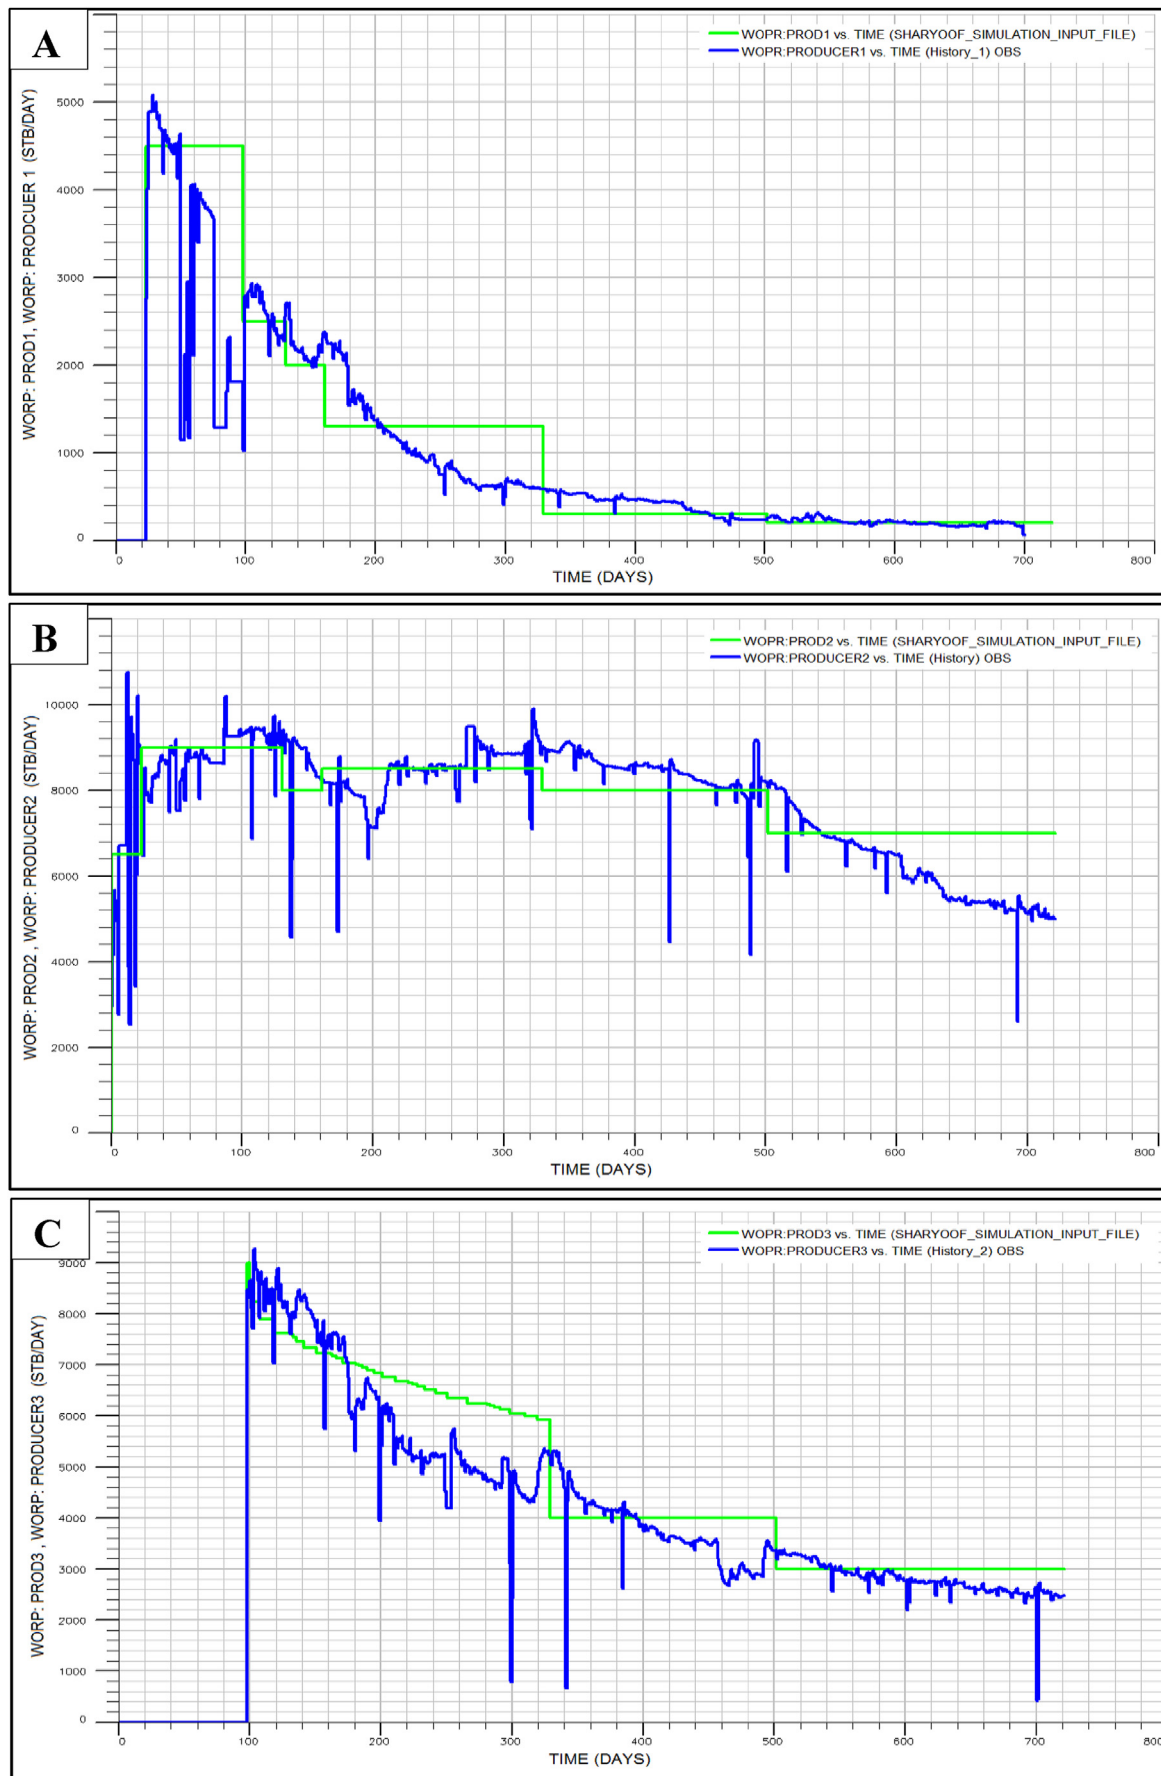 A
WOPR:PROD1 vs. TIME (SHARYOOF_SIMULATION_INPUT_FILE)
WOPR:PRODUCER1 vs. TIME (History_1) OBS
WORP: PROD1, WORP: PRODCUER 1 (STB/DAY)
5000
4000
3000
2000
1000
0
0 100 200 300 400 500 600 700 800
TIME (DAYS)
B
WOPR:PROD2 vs. TIME (SHARYOOF_SIMULATION_INPUT_FILE)
WOPR:PRODUCER2 vs. TIME (History) OBS
WORP: PROD2 , WORP: PRODUCER2 (STB/DAY)
10000
8000
6000
4000
2000
0
0 100 200 300 400 500 600 700 800
TIME (DAYS)
C
WOPR:PROD3 vs. TIME (SHARYOOF_SIMULATION_INPUT_FILE)
WOPR:PRODUCER3 vs. TIME (History_2) OBS
WORP: PROD3 , WORP: PRODUCER3 (STB/DAY)
9000
8000
7000
6000
5000
4000
3000
2000
1000
0
0 100 200 300 400 500 600 700 800
TIME (DAYS)